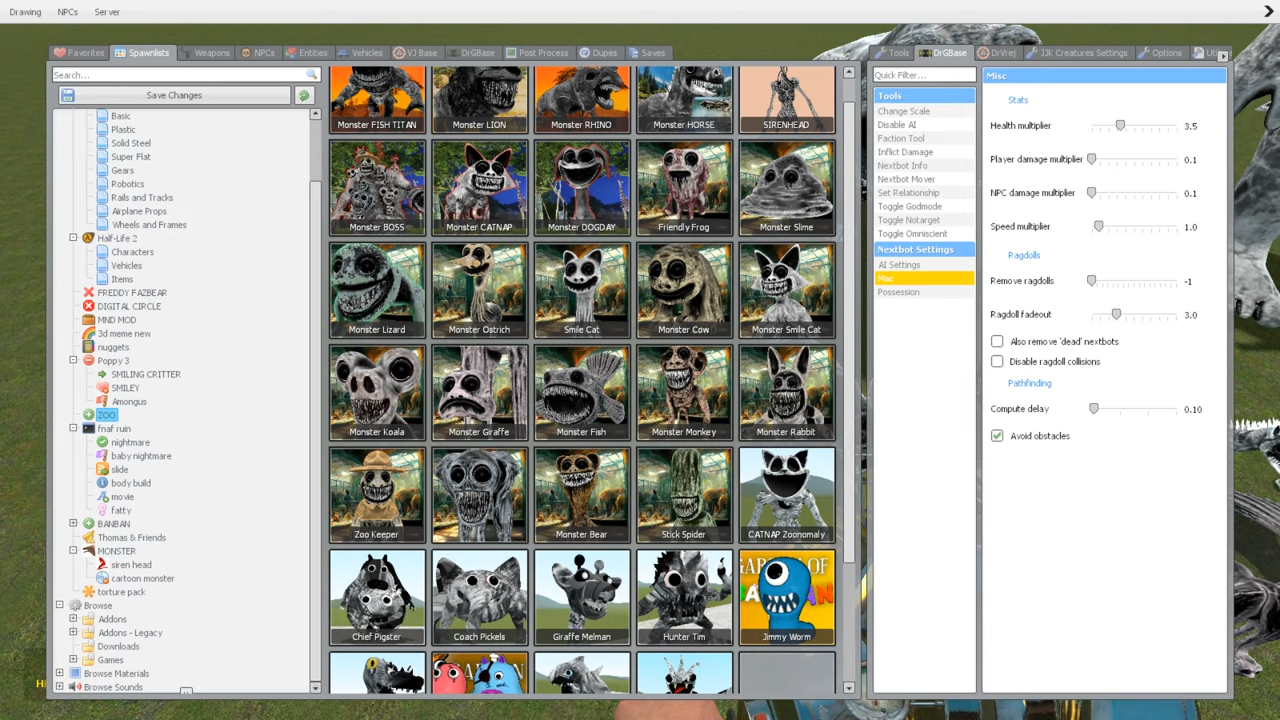 Drawing NPCs Server
Favorites Spawnlists Weapons NPCs Entities Vehicles VJ Base DrGBase Post Process Dupes Saves
Search...
Save Changes
Basic
Plastic
Solid Steel
Super Flat
Gears
Robotics
Rails and Tracks
Airplane Props
Wheels and Frames
Half-Life 2
Characters
Vehicles
Items
FREDDY FAZBEAR
DIGITAL CIRCLE
MND MOD
3d meme new
nuggets
Poppy 3
SMILING CRITTER
SMILEY
Amongus
ZOO
fnaf ruin
nightmare
baby nightmare
slide
body build
movie
fatty
BANBAN
Thomas & Friends
MONSTER
siren head
cartoon monster
torture pack
Browse
Addons
Addons - Legacy
Downloads
Games
Browse Materials
Browse Sounds
Monster FISH TITAN Monster LION Monster RHINO Monster HORSE SIRENHEAD
Monster BOSS Monster CATNAP Monster DOGDAY Friendly Frog Monster Slime
Monster Lizard Monster Ostrich Smile Cat Monster Cow Monster Smile Cat
Monster Koala Monster Giraffe Monster Fish Monster Monkey Monster Rabbit
Zoo Keeper Monster Bear Stick Spider CATNAP Zoonomaly
Chief Pigster Coach Pickels Giraffe Melman Hunter Tim Jimmy Worm
Tools DrGBase DrVrej JJK Creatures Settings Options Uti
Quick Filter...
Tools
Change Scale
Disable AI
Faction Tool
Inflict Damage
Nextbot Info
Nextbot Mover
Set Relationship
Toggle Godmode
Toggle Notarget
Toggle Omniscient
Nextbot Settings
AI Settings
Misc
Possession
Misc
Stats
Health multiplier 3.5
Player damage multiplier 0.1
NPC damage multiplier 0.1
Speed multiplier 1.0
Ragdolls
Remove ragdolls -1
Ragdoll fadeout 3.0
Also remove 'dead' nextbots
Disable ragdoll collisions
Pathfinding
Compute delay 0.10
Avoid obstacles